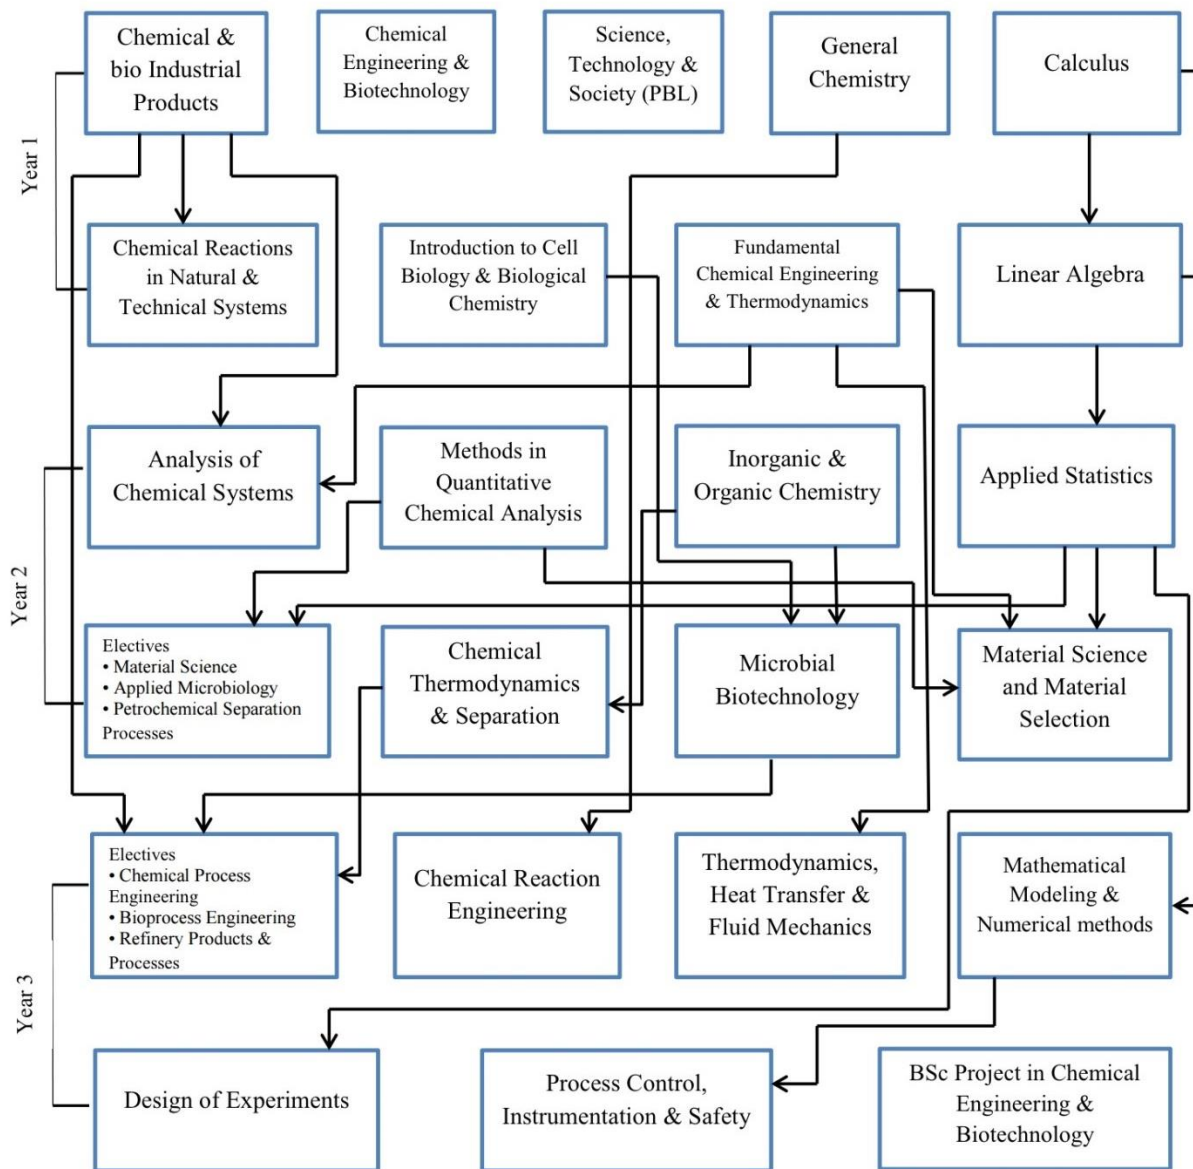 Chemical &
bio Industrial
Products
Chemical
Engineering &
Biotechnology
Science,
Technology &
Society (PBL)
General
Chemistry
Calculus
Year 1
Chemical Reactions
in Natural &
Technical Systems
Introduction to Cell
Biology & Biological
Chemistry
Fundamental
Chemical Engineering
& Thermodynamics
Linear Algebra
Analysis of
Chemical Systems
Methods in
Quantitative
Chemical Analysis
Inorganic &
Organic Chemistry
Applied Statistics
Year 2
Electives
• Material Science
• Applied Microbiology
• Petrochemical Separation
Processes
Chemical
Thermodynamics
& Separation
Microbial
Biotechnology
Material Science
and Material
Selection
Electives
• Chemical Process
Engineering
• Bioprocess Engineering
• Refinery Products &
Processes
Chemical Reaction
Engineering
Thermodynamics,
Heat Transfer &
Fluid Mechanics
Mathematical
Modeling &
Numerical methods
Year 3
Design of Experiments
Process Control,
Instrumentation & Safety
BSc Project in Chemical
Engineering &
Biotechnology